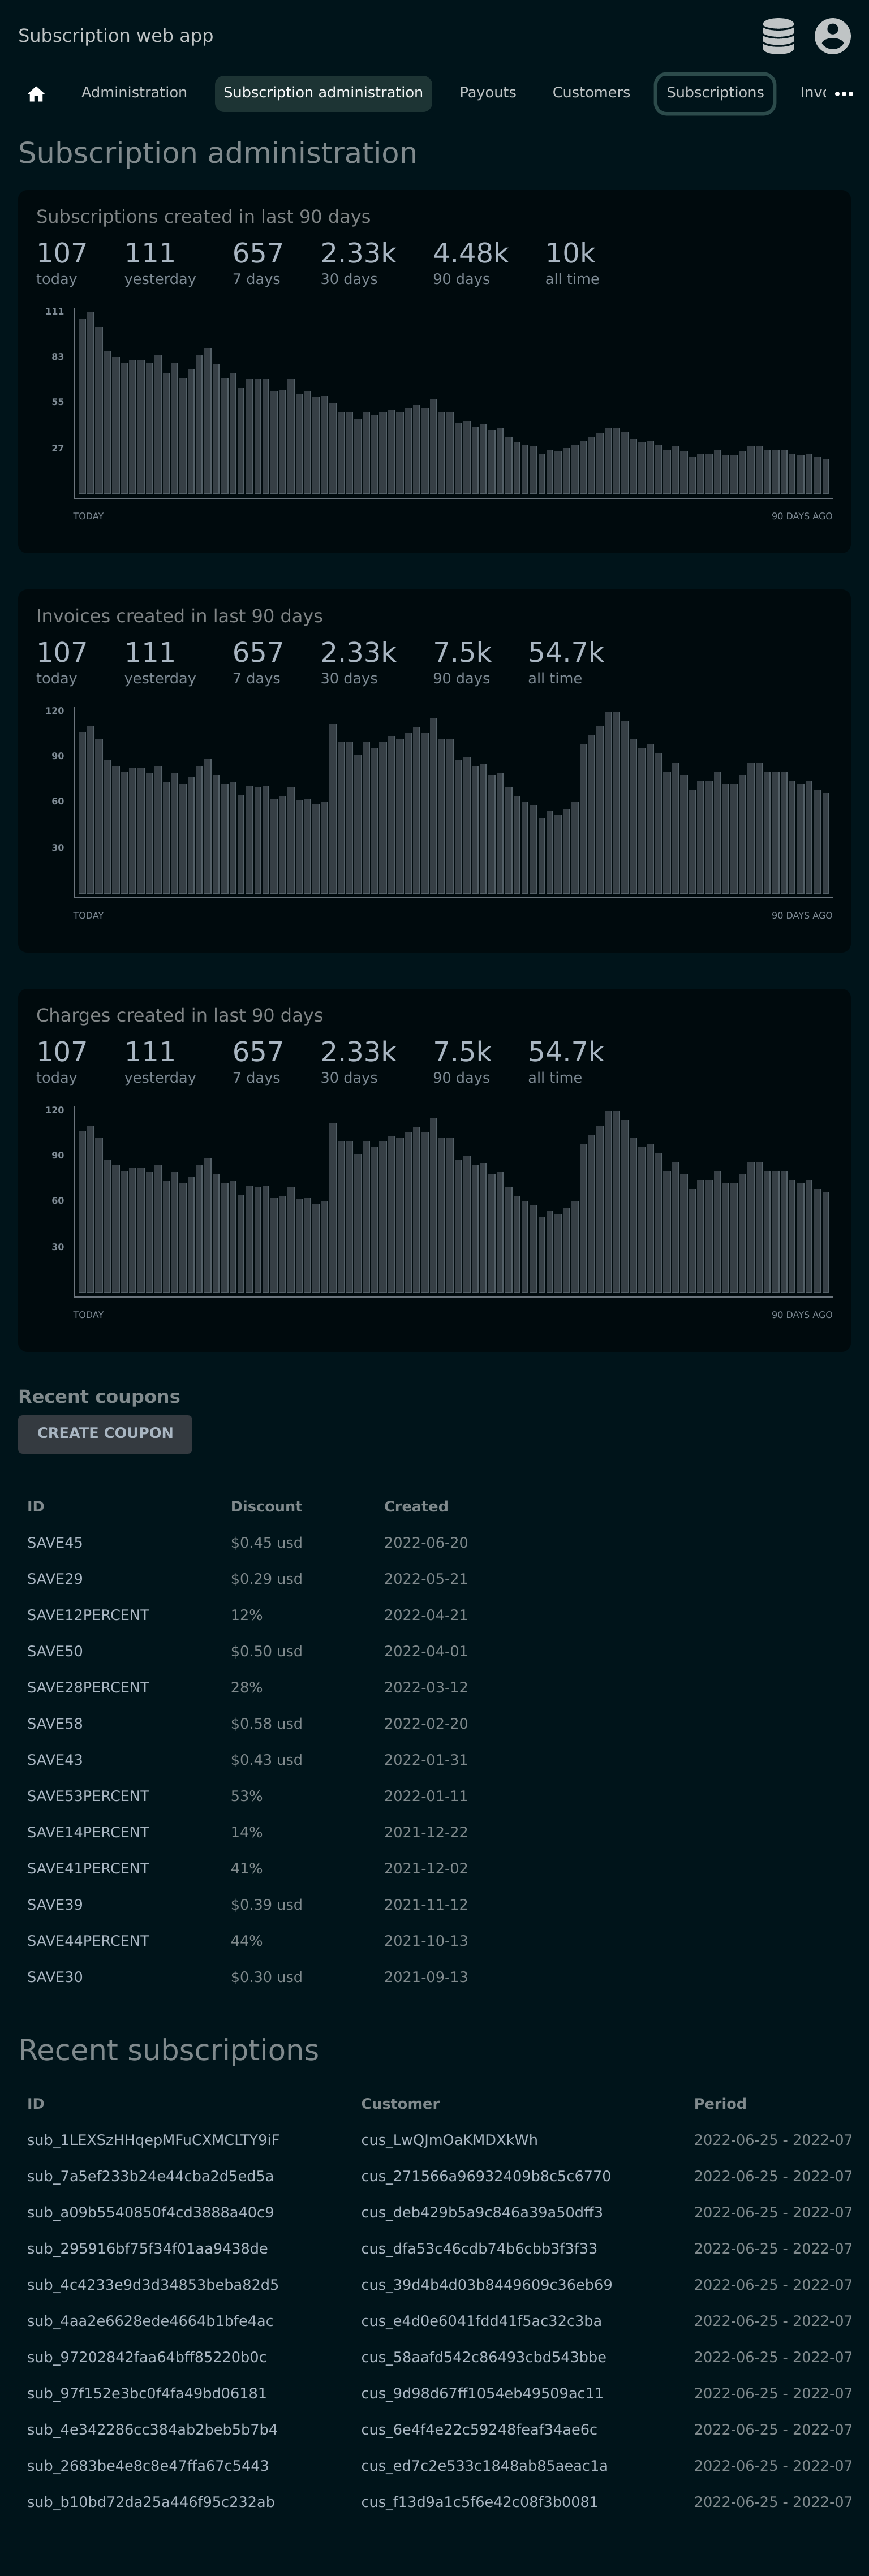 Subscription web app
Administration Subscription administration Payouts Customers Subscriptions Invo
Subscription administration
Subscriptions created in last 90 days
107 111 657 2.33k 4.48k 10k
today yesterday 7 days 30 days 90 days all time
111
83
55
27
TODAY 90 DAYS AGO
Invoices created in last 90 days
107 111 657 2.33k 7.5k 54.7k
today yesterday 7 days 30 days 90 days all time
120
90
60
30
TODAY 90 DAYS AGO
Charges created in last 90 days
107 111 657 2.33k 7.5k 54.7k
today yesterday 7 days 30 days 90 days all time
120
90
60
30
TODAY 90 DAYS AGO
Recent coupons
CREATE COUPON
ID Discount Created
SAVE45 $0.45 usd 2022-06-20
SAVE29 $0.29 usd 2022-05-21
SAVE12PERCENT 12% 2022-04-21
SAVE50 $0.50 usd 2022-04-01
SAVE28PERCENT 28% 2022-03-12
SAVE58 $0.58 usd 2022-02-20
SAVE43 $0.43 usd 2022-01-31
SAVE53PERCENT 53% 2022-01-11
SAVE14PERCENT 14% 2021-12-22
SAVE41PERCENT 41% 2021-12-02
SAVE39 $0.39 usd 2021-11-12
SAVE44PERCENT 44% 2021-10-13
SAVE30 $0.30 usd 2021-09-13
Recent subscriptions
ID Customer Period
sub_1LEXSzHHqepMFuCXMCLTY9iF cus_LwQJmOaKMDXkWh 2022-06-25 - 2022-07
sub_7a5ef233b24e44cba2d5ed5a cus_271566a96932409b8c5c6770 2022-06-25 - 2022-07
sub_a09b5540850f4cd3888a40c9 cus_deb429b5a9c846a39a50dff3 2022-06-25 - 2022-07
sub_295916bf75f34f01aa9438de cus_dfa53c46cdb74b6cbb3f3f33 2022-06-25 - 2022-07
sub_4c4233e9d3d34853beba82d5 cus_39d4b4d03b8449609c36eb69 2022-06-25 - 2022-07
sub_4aa2e6628ede4664b1bfe4ac cus_e4d0e6041fdd41f5ac32c3ba 2022-06-25 - 2022-07
sub_97202842faa64bff85220b0c cus_58aafd542c86493cbd543bbe 2022-06-25 - 2022-07
sub_97f152e3bc0f4fa49bd06181 cus_9d98d67ff1054eb49509ac11 2022-06-25 - 2022-07
sub_4e342286cc384ab2beb5b7b4 cus_6e4f4e22c59248feaf34ae6c 2022-06-25 - 2022-07
sub_2683be4e8c8e47ffa67c5443 cus_ed7c2e533c1848ab85aeac1a 2022-06-25 - 2022-07
sub_b10bd72da25a446f95c232ab cus_f13d9a1c5f6e42c08f3b0081 2022-06-25 - 2022-07